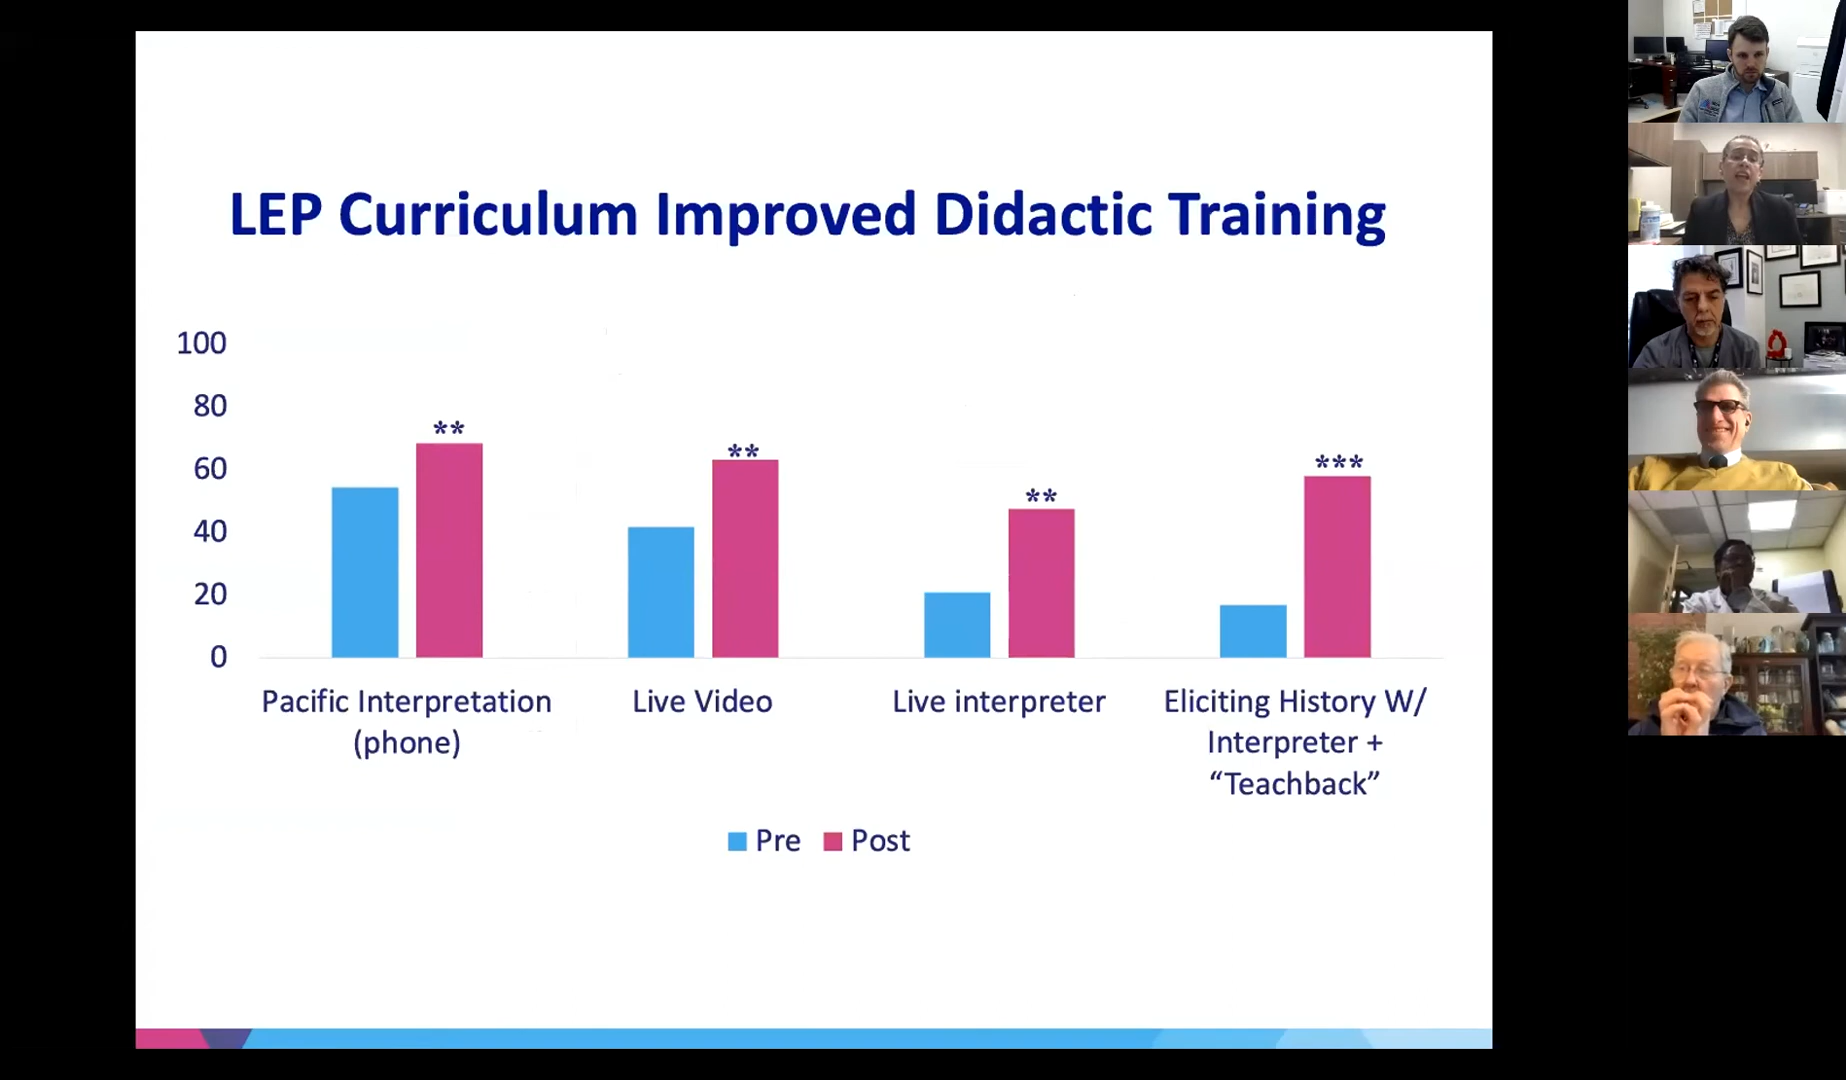 LEP Curriculum Improved Didactic Training
100
80
60
40
20
0
**
**
**
***
Pacific Interpretation
(phone)
Live Video
Live interpreter
Eliciting History W/
Interpreter +
“Teachback”
Pre
Post